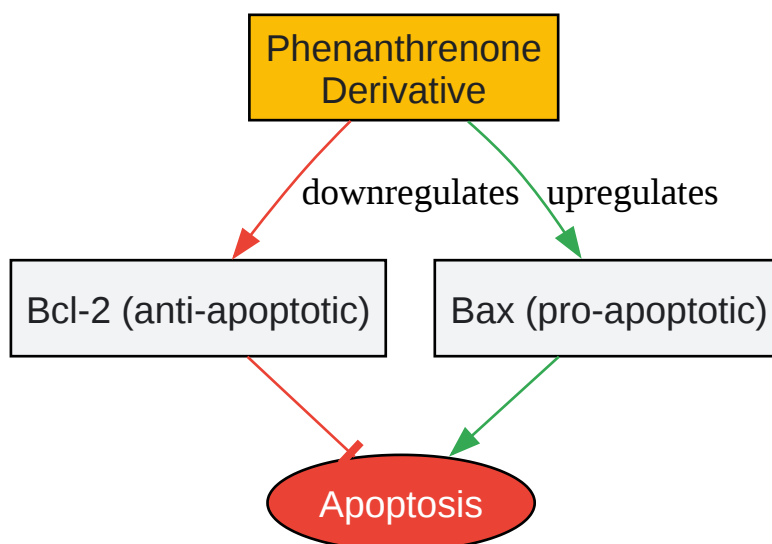 Phenanthrenone
Derivative
downregulates
upregulates
Bcl-2 (anti-apoptotic)
Bax (pro-apoptotic)
Apoptosis